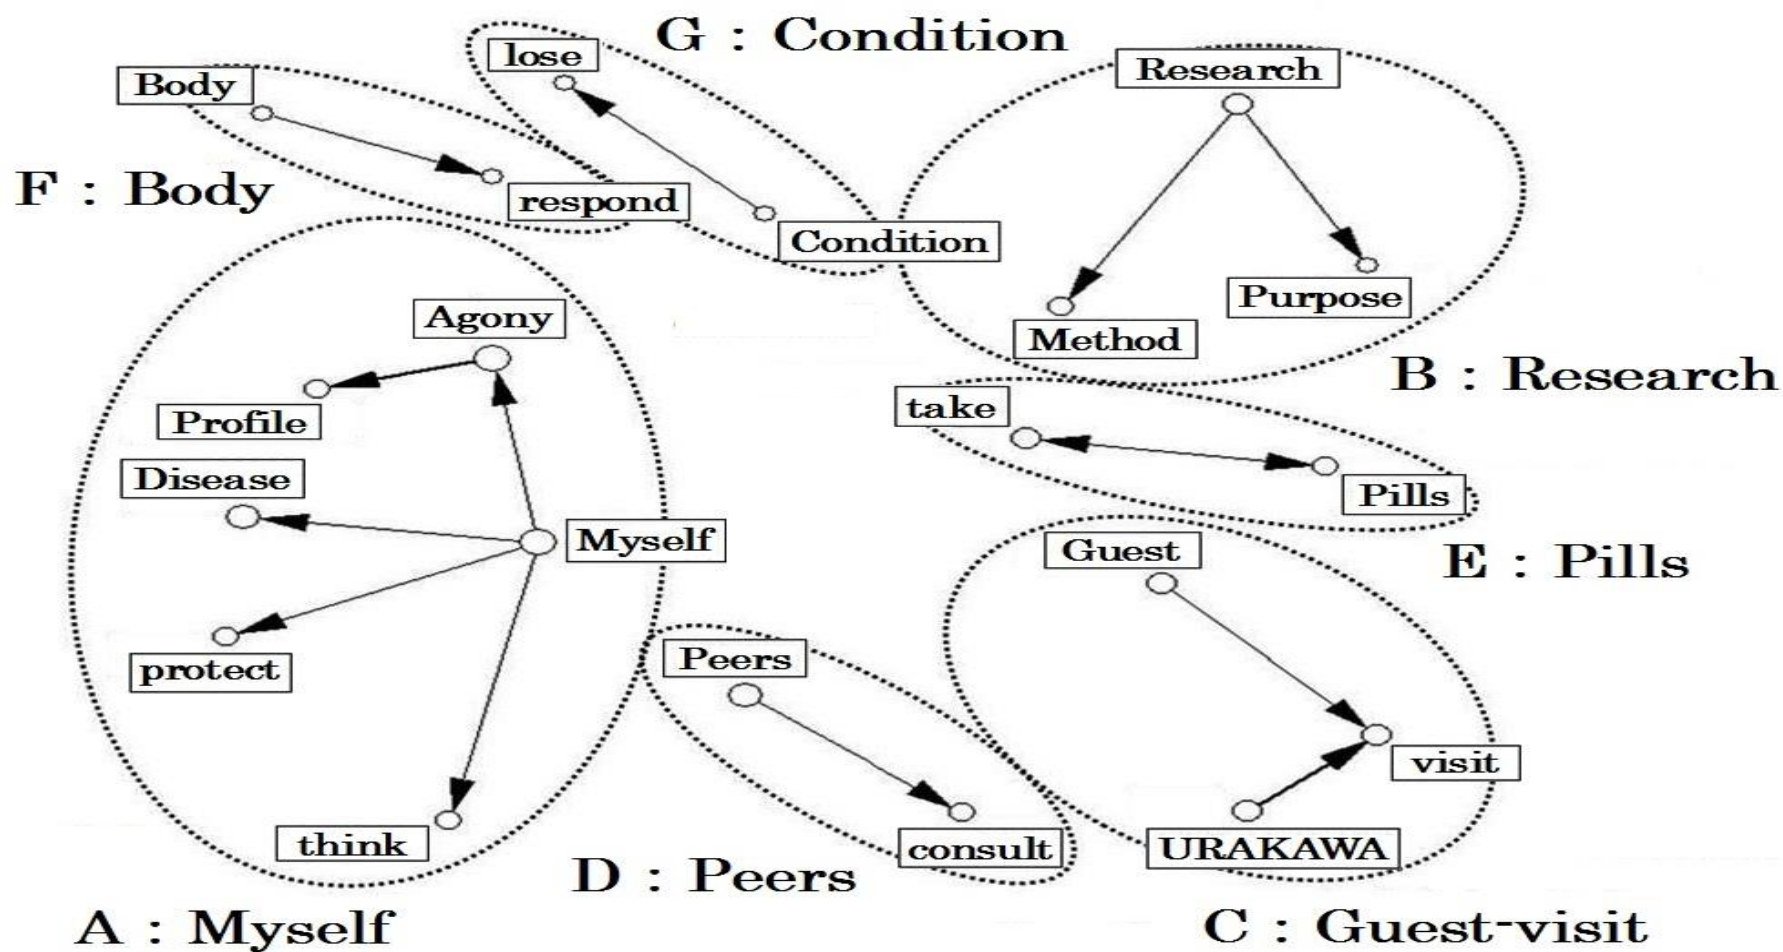 G : Condition
lose
Research
Body
F : Body
respond
Condition
Purpose
Agony
Method
B : Research
Profile
take
Disease
Pills
Myself
Guest
E : Pills
protect
Peers
visit
think
consult
URAKAWA
D : Peers
A : Myself
C : Guest-visit